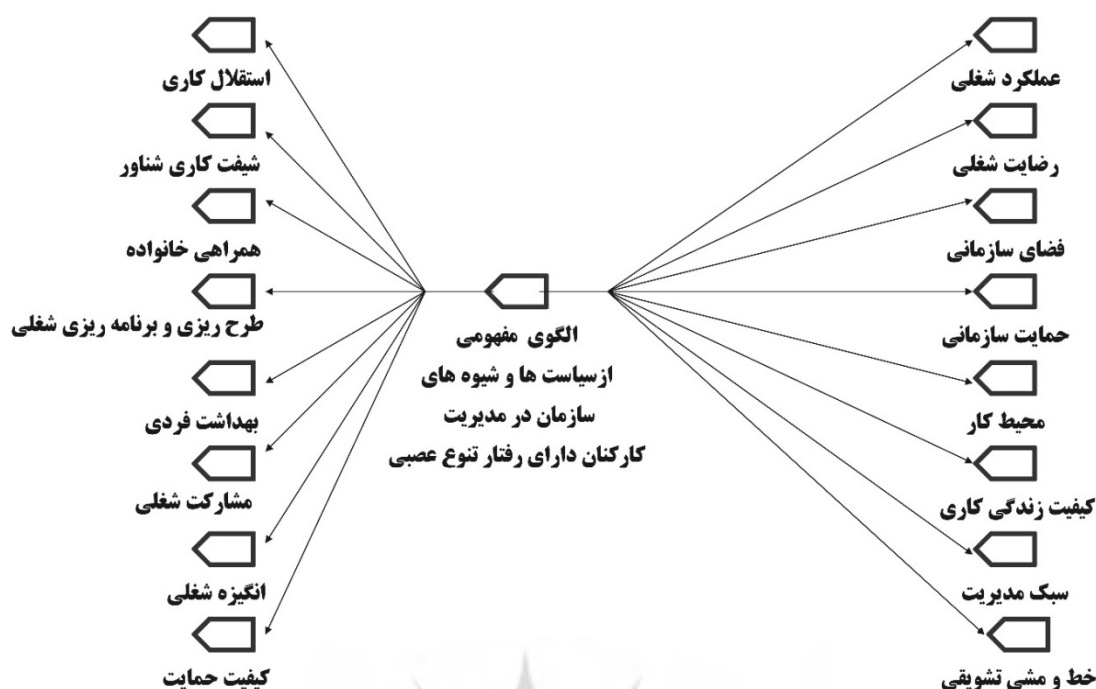 عملکرد شغلی
رضایت شغلی
فضای سازمانی
حمایت سازمانی
محیط کار
کیفیت زندگی کاری
سبک مدیریت
خط و مشی تشویقی
الگوی مفهومی
ازسیاست ها و شیوه های
سازمان در مدیریت
کارکنان دارای رفتار تنوع عصبی
استقلال کاری
شیفت کاری شناور
همراهی خانواده
طرح ریزی و برنامه ریزی شغلی
بهداشت فردی
مشارکت شغلی
انگیزه شغلی
کیفیت حمایت